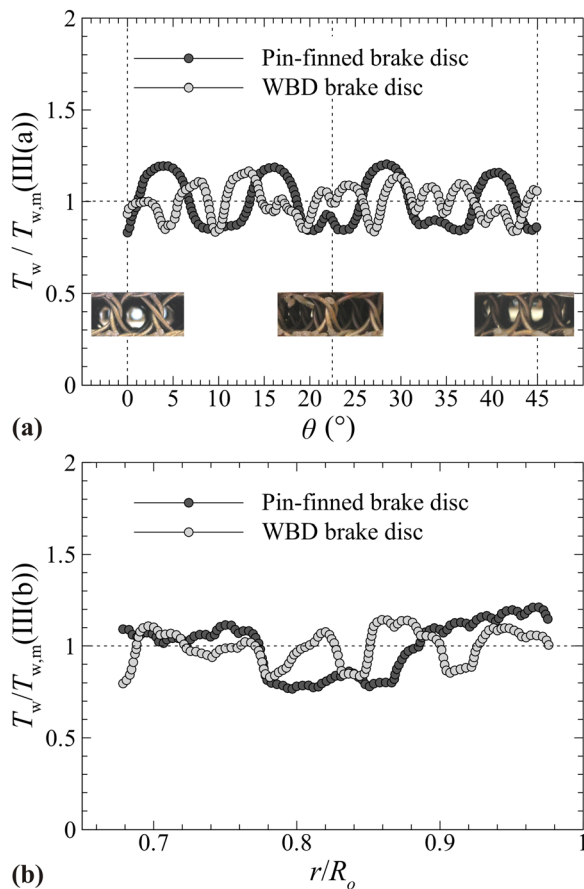 2
Pin-finned brake disc
WBD brake disc
1.5
1
0.5
0
T_w / T_w,m(III(a))
0 5 10 15 20 25 30 35 40 45
(a)
θ (°)
2
Pin-finned brake disc
WBD brake disc
1.5
1
0.5
0
T_w/T_w,m(III(b))
0.7 0.8 0.9 1
(b)
r/R_o